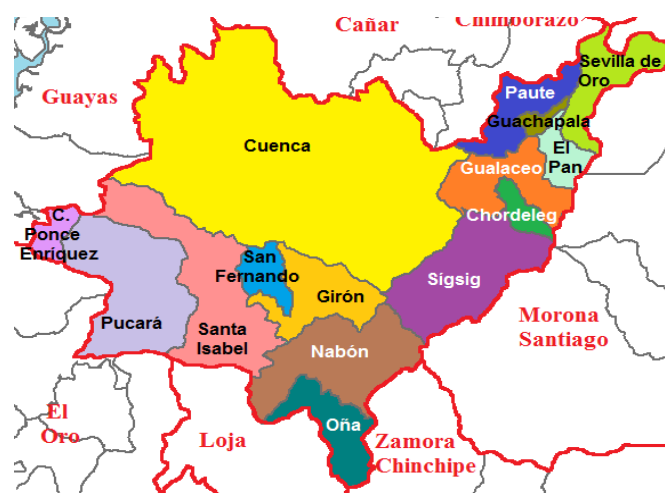 Chimborazo
Cañar
Sevilla de
Oro
Paute
Guayas
Guachapala
Cuenca
El
Pan
Gualaceo
C.
Ponce
Enríquez
Chordeleg
San
Fernando
Sígsig
Girón
Morona
Santiago
Pucará
Santa
Isabel
Nabón
El
Oro
Loja
Oña
Zamora
Chinchipe